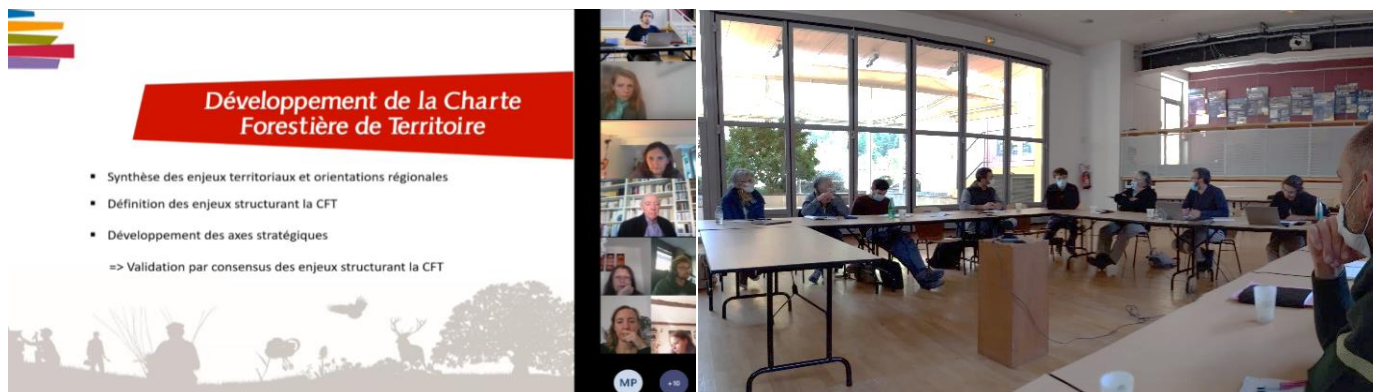 Développement de la Charte
Forestière de Territoire
▪ Synthèse des enjeux territoriaux et orientations régionales
▪ Définition des enjeux structurant la CFT
▪ Développement des axes stratégiques
=> Validation par consensus des enjeux structurant la CFT
MP
+10